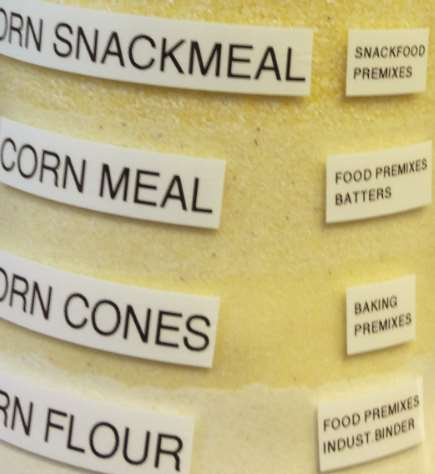 ORN SNACKMEAL
SNACKFOOD
PREMIXES
CORN MEAL
FOOD PREMIXES
BATTERS
ORN CONES
BAKING
PREMIXES
RN FLOUR
FOOD PREMIXES
INDUST.BINDER